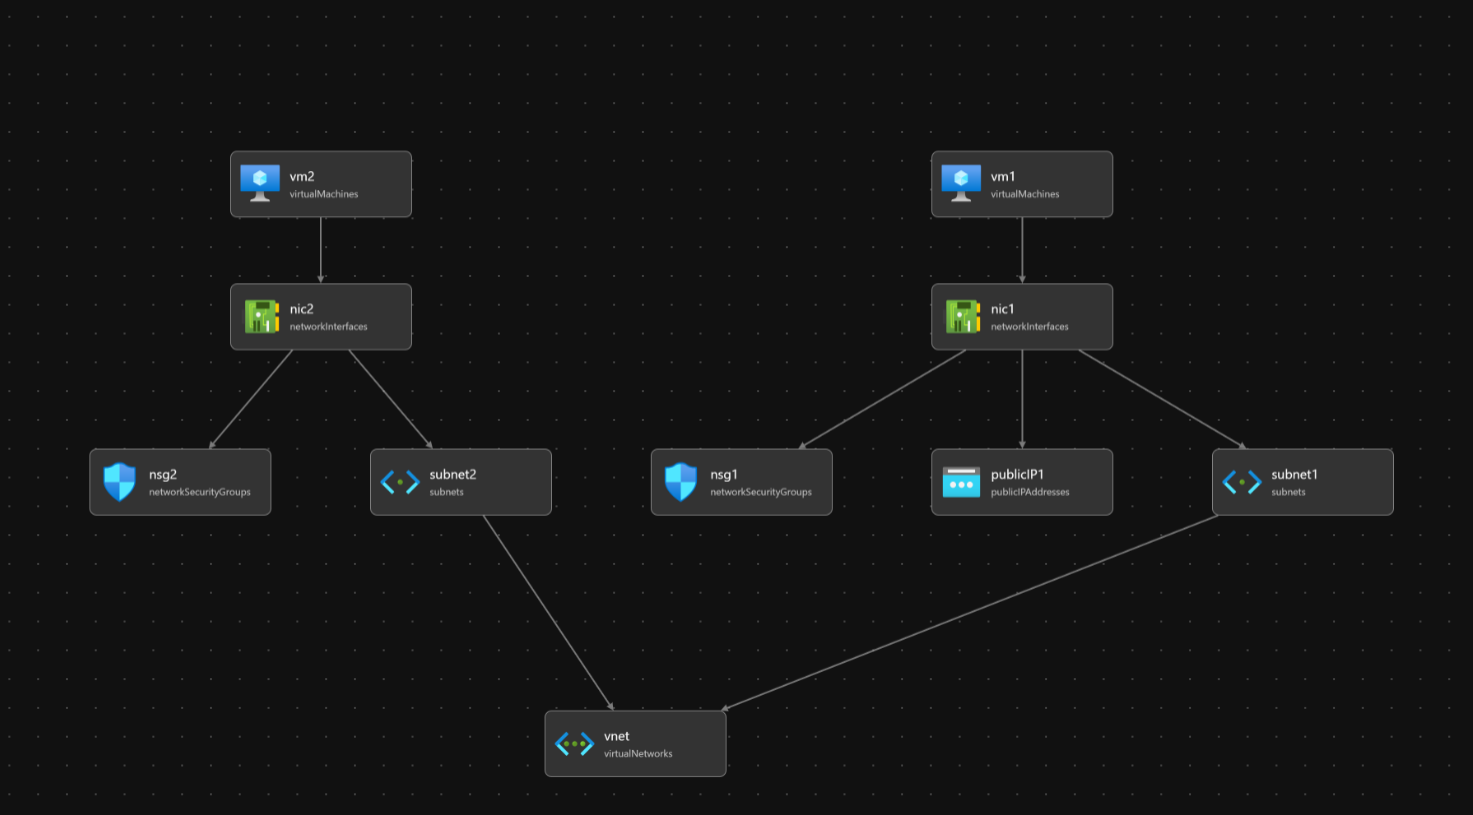 vm2
virtualMachines
vm1
virtualMachines
nic2
networkInterfaces
nic1
networkInterfaces
nsg2
networkSecurityGroups
subnet2
subnets
nsg1
networkSecurityGroups
publicIP1
publicIPAddresses
subnet1
subnets
vnet
virtualNetworks